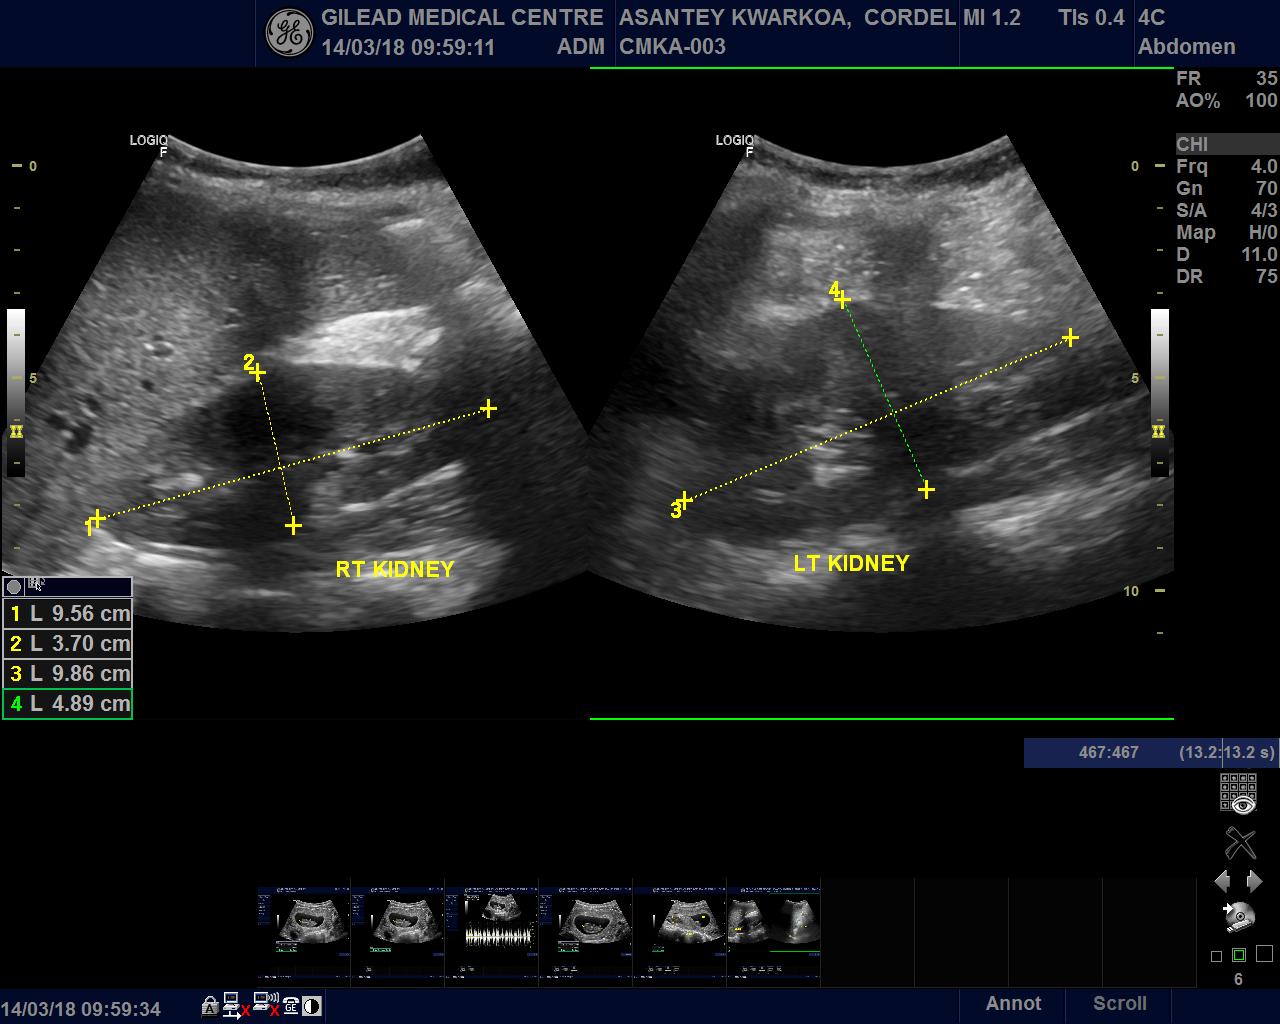 GILEAD MEDICAL CENTRE
14/03/18 09:59:11 ADM
ASANTEY KWARKOA, CORDEL
CMKA-003
MI 1.2 TIs 0.4
4C
Abdomen
FR 35
AO% 100
CHI
Frq 4.0
Gn 70
S/A 4/3
Map H/0
D 11.0
DR 75
LOGIQ
F
LOGIQ
F
0
5
0
5
10
2
1
4
3
RT KIDNEY
LT KIDNEY
1 L 9.56 cm
2 L 3.70 cm
3 L 9.86 cm
4 L 4.89 cm
467:467 (13.2:13.2 s)
6
14/03/18 09:59:34
A
GE
Annot
Scroll